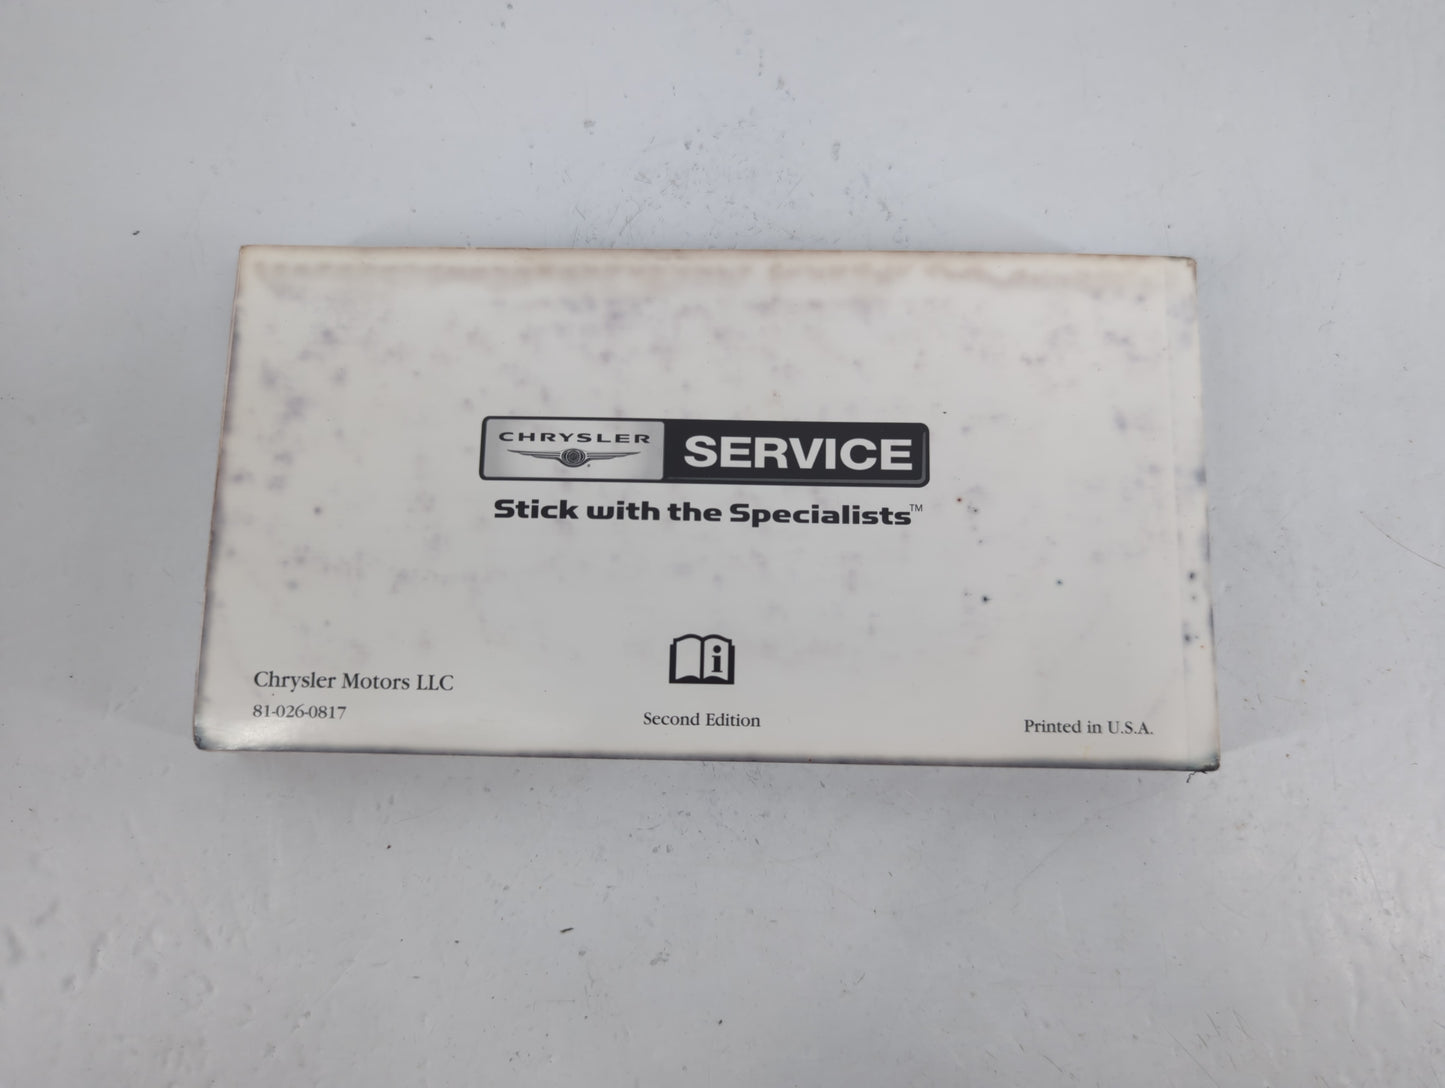 CHRYSLER SERVICE
Stick with the Specialists™
i
Chrysler Motors LLC
81-026-0817
Second Edition
Printed in U.S.A.